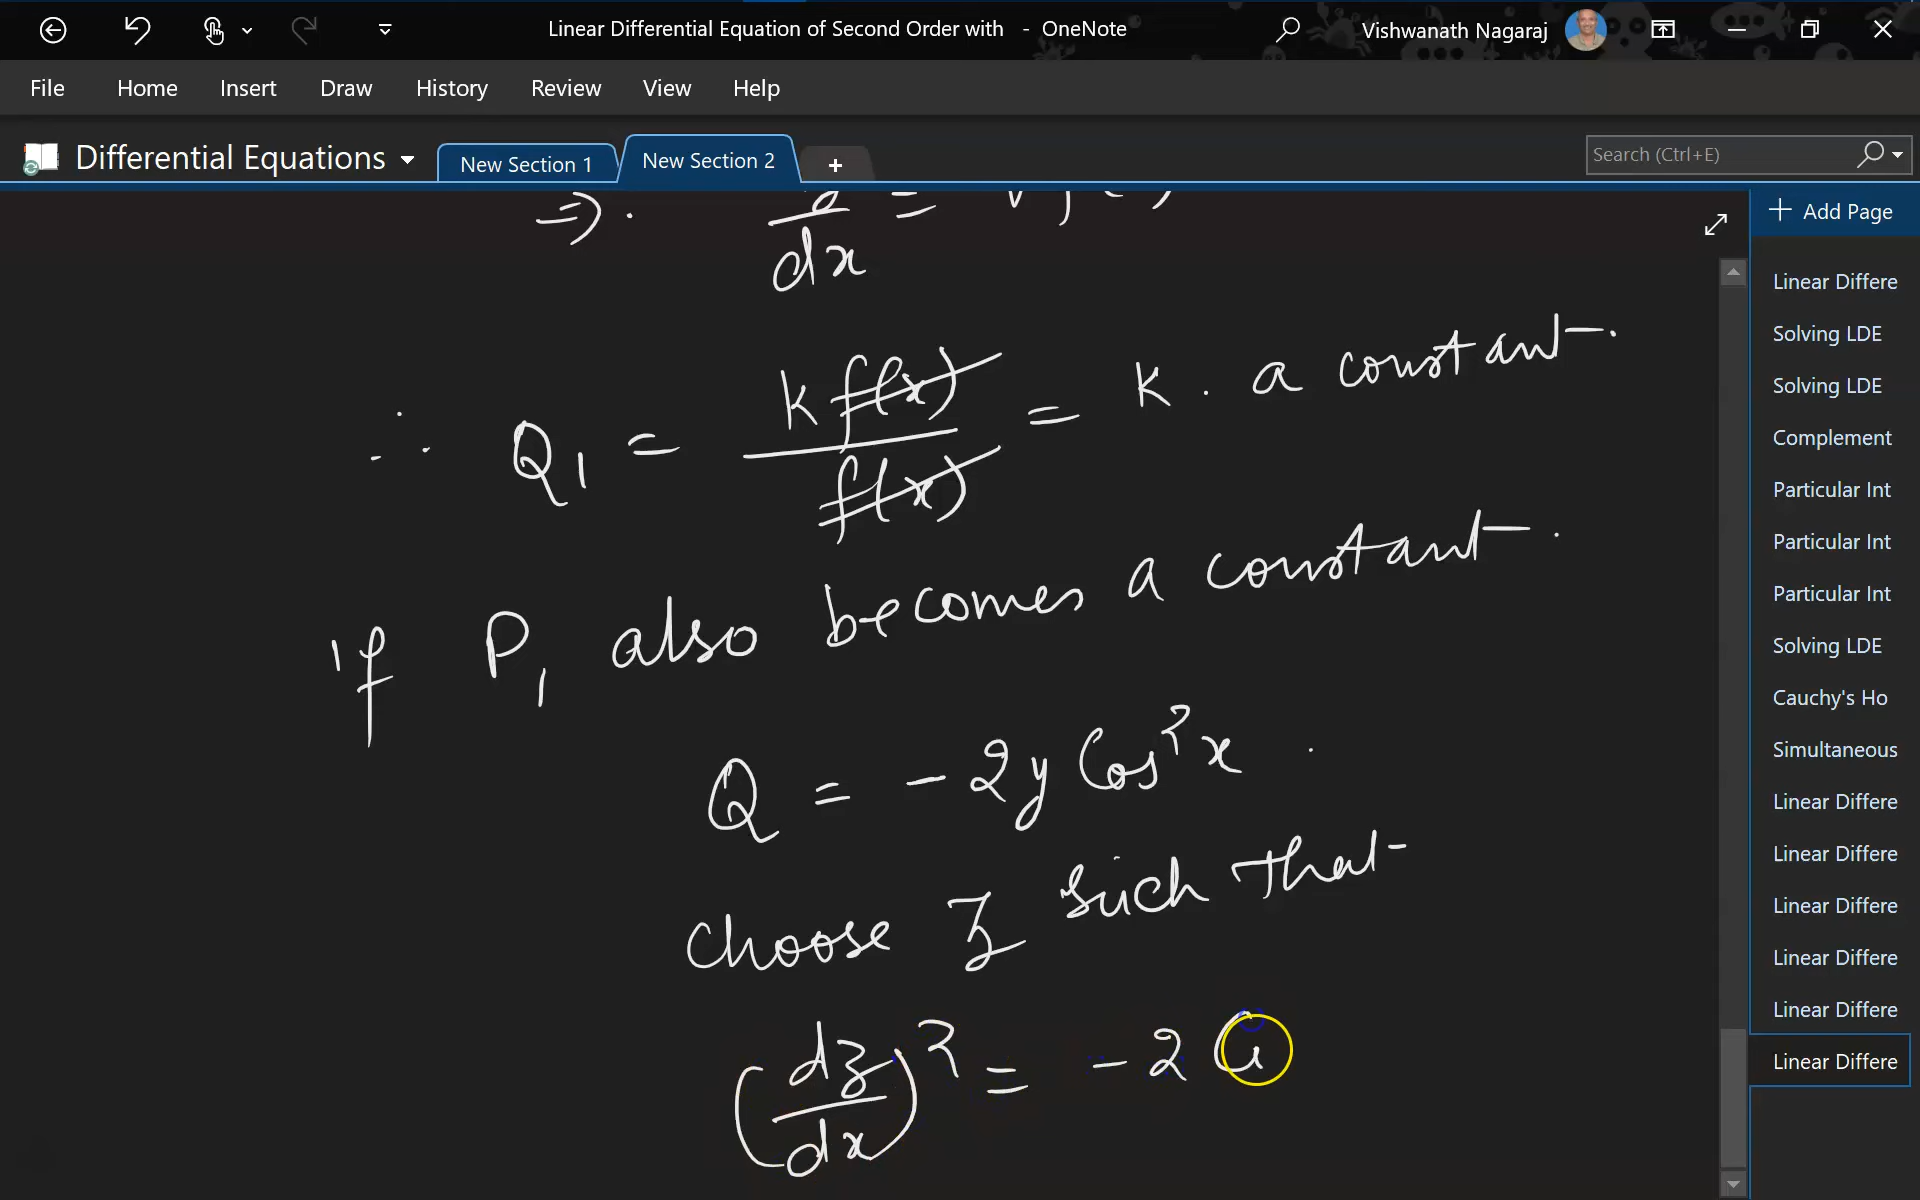 Linear Differential Equation of Second Order with - OneNote
Vishwanath Nagaraj
File Home Insert Draw History Review View Help
Differential Equations
New Section 1
New Section 2
+
Search (Ctrl+E)
+ Add Page
Linear Differe
Solving LDE
Solving LDE
Complement
Particular Int
Particular Int
Particular Int
Solving LDE
Cauchy's Ho
Simultaneous
Linear Differe
Linear Differe
Linear Differe
Linear Differe
Linear Differe
Linear Differe
⇒. dx =
∴ Q1 = k f(x) / f(x) = k . a constant.
if P1 also becomes a constant.
Q = - 2y Cos²x .
choose z such that
(dz/dx)² = - 2 C